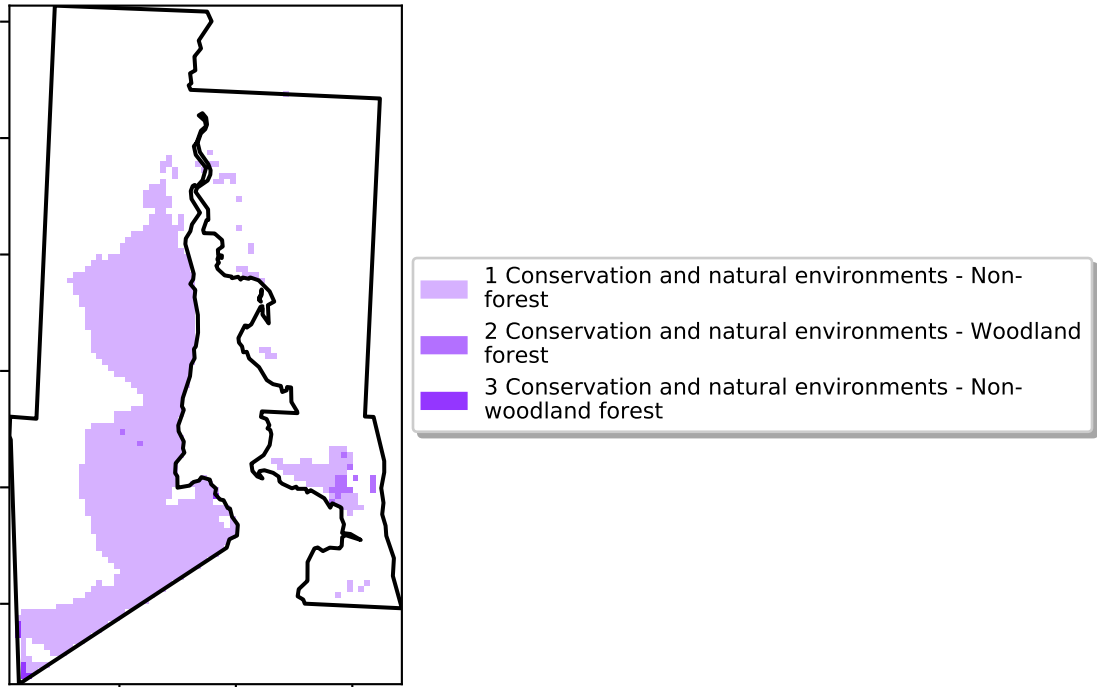 1 Conservation and natural environments - Non-
forest
2 Conservation and natural environments - Woodland
forest
3 Conservation and natural environments - Non-
woodland forest